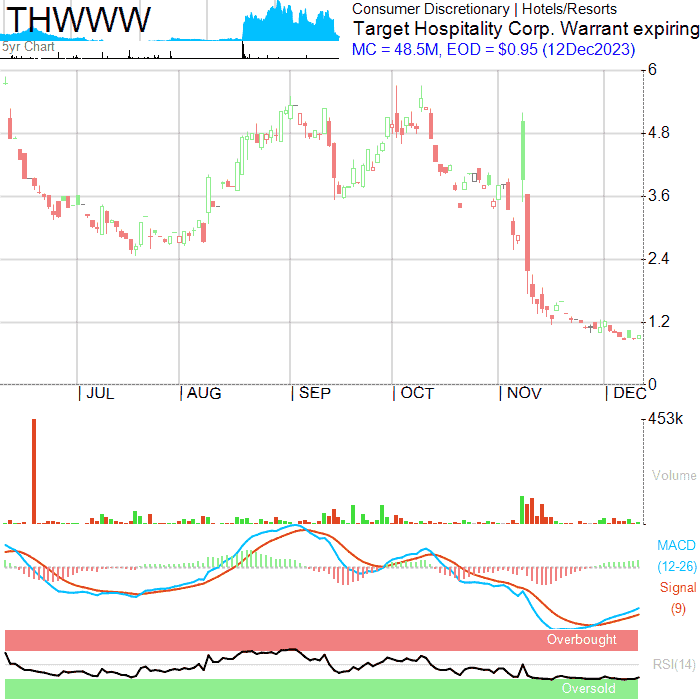 THWWW
5yr Chart
Consumer Discretionary | Hotels/Resorts
Target Hospitality Corp. Warrant expiring
MC = 48.5M, EOD = $0.95 (12Dec2023)
6
4.8
3.6
2.4
1.2
0
| JUL | AUG | SEP | OCT | NOV | DEC
453k
Volume
MACD
(12-26)
Signal
(9)
Overbought
RSI(14)
Oversold